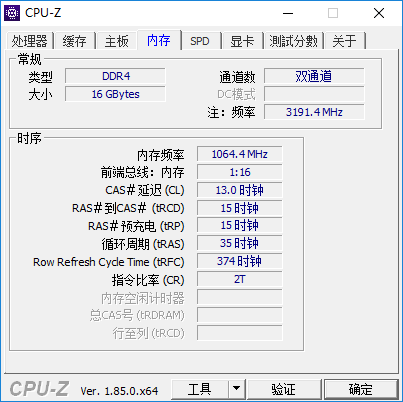 CPU-Z
处理器 缓存 主板 内存 SPD 显卡 測試分數 关于
常规
类型 DDR4 通道数 双通道
大小 16 GBytes DC模式
注：频率 3191.4 MHz
时序
内存频率 1064.4 MHz
前端总线：内存 1:16
CAS# 延迟 (CL) 13.0 时钟
RAS# 到CAS# (tRCD) 15 时钟
RAS# 预充电 (tRP) 15 时钟
循环周期 (tRAS) 35 时钟
Row Refresh Cycle Time (tRFC) 374 时钟
指令比率 (CR) 2T
内存空闲计时器
总CAS号 (tRDRAM)
行至列 (tRCD)
CPU-Z Ver. 1.85.0.x64 工具 验证 确定